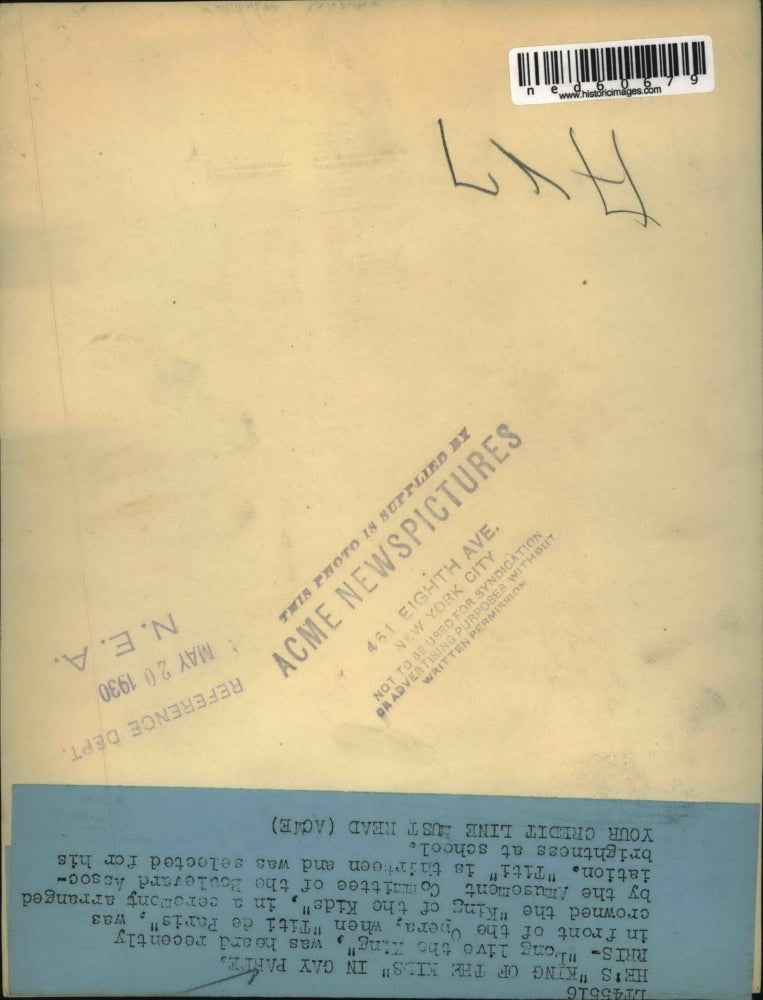 ned60679
www.historicimages.com
THIS PHOTO IS SUPPLIED BY
ACME NEWSPICTURES
461 EIGHTH AVE.
NEW YORK CITY
NOT TO BE USED FOR SYNDICATION
OR ADVERTISING PURPOSES WITHOUT
WRITTEN PERMISSION
REFERENCE DEPT.
MAY 20 1930
N.E.A.
HE'S "KING OF THE KIDS" IN GAY PAREE.
PARIS- "Long live the King", was heard recently
in front of the Opera, when "Titi de Paris", was
crowned the "King of the Kids", in a ceremony arranged
by the Amusement Committee of the Boulevard Assoc-
iation. "Titi" is thirteen and was selected for his
brightness at school.
YOUR CREDIT LINE MUST READ (ACME)